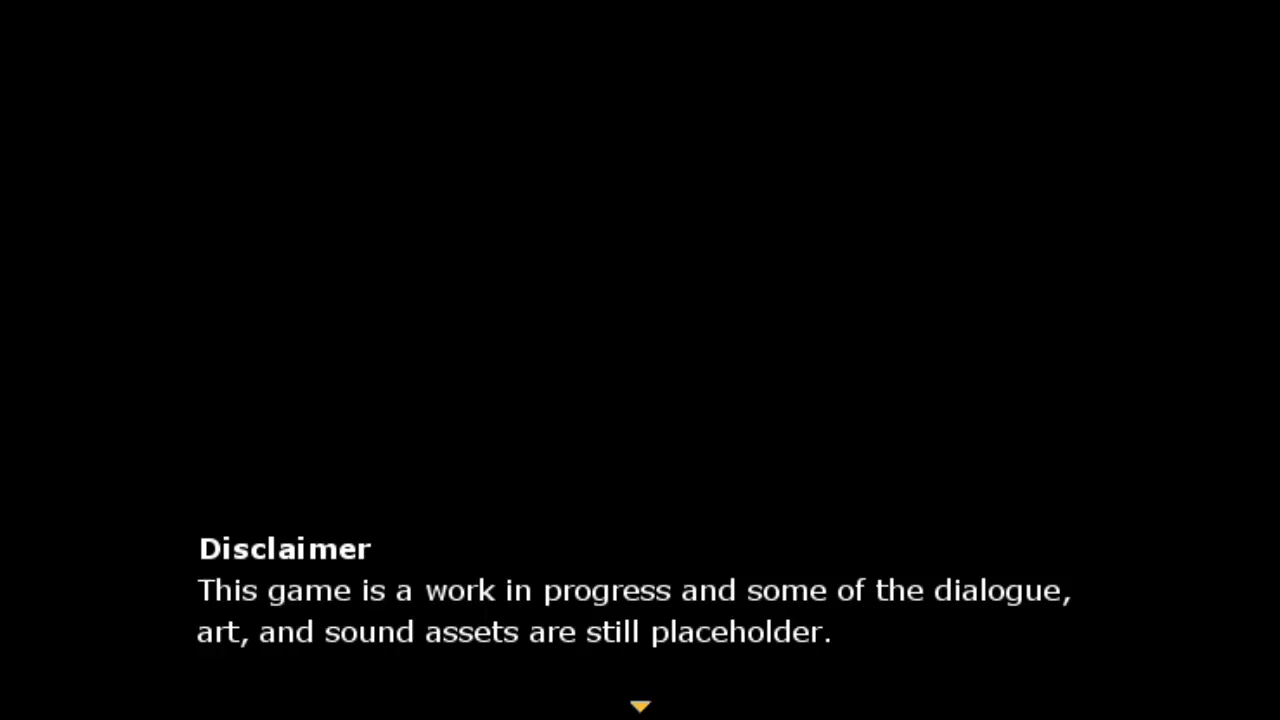 Disclaimer
This game is a work in progress and some of the dialogue,
art, and sound assets are still placeholder.